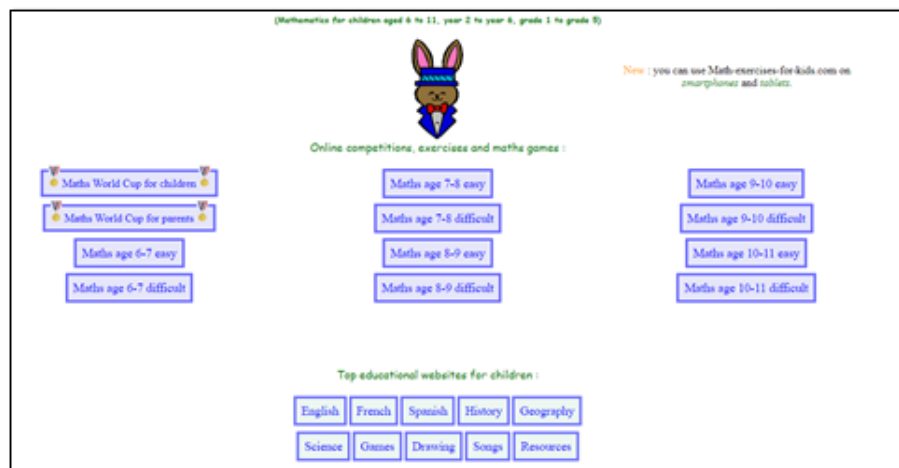 (Mathematics for children aged 6 to 11, year 2 to year 6, grade 1 to grade 5)
New : you can use Math-exercises-for-kids.com on
smartphones and tablets.
Online competitions, exercises and maths games :
Maths World Cup for children
Maths age 7-8 easy
Maths age 9-10 easy
Maths World Cup for parents
Maths age 7-8 difficult
Maths age 9-10 difficult
Maths age 6-7 easy
Maths age 8-9 easy
Maths age 10-11 easy
Maths age 6-7 difficult
Maths age 8-9 difficult
Maths age 10-11 difficult
Top educational websites for children :
English French Spanish History Geography
Science Games Drawing Songs Resources